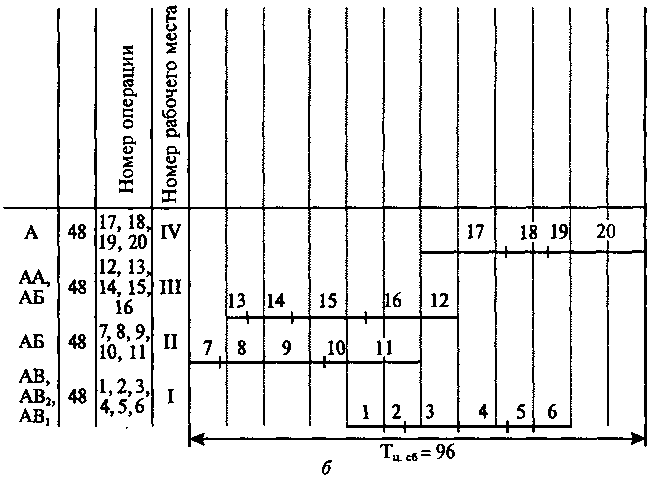 Номер операции
Номер рабочего места
А 48 17, 18, 19, 20 IV 17 18 19 20
АА, АБ 48 12, 13, 14, 15, 16 III 13 14 15 16 12
АБ 48 7, 8, 9, 10, 11 II 7 8 9 10 11
АВ, АВ₂, АВ₁ 48 1, 2, 3, 4, 5, 6 I 1 2 3 4 5 6
Тц. сб = 96
б